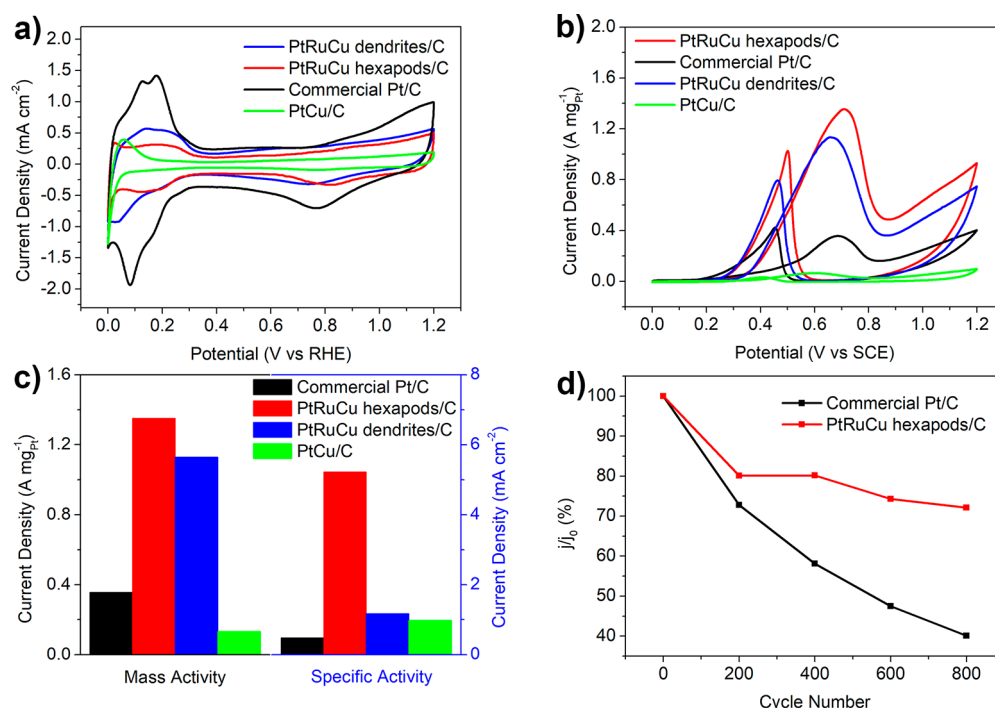 a)
2.0
1.5
1.0
0.5
0.0
-0.5
-1.0
-1.5
-2.0
Current Density (mA cm⁻²)
PtRuCu dendrites/C
PtRuCu hexapods/C
Commercial Pt/C
PtCu/C
0.0 0.2 0.4 0.6 0.8 1.0 1.2
Potential (V vs RHE)
b)
2.0
1.6
1.2
0.8
0.4
0.0
Current Density (A mg⁻¹Pt)
PtRuCu hexapods/C
Commercial Pt/C
PtRuCu dendrites/C
PtCu/C
0.0 0.2 0.4 0.6 0.8 1.0 1.2
Potential (V vs SCE)
c)
1.6
1.2
0.8
0.4
0.0
Current Density (A mg⁻¹Pt)
Commercial Pt/C
PtRuCu hexapods/C
PtRuCu dendrites/C
PtCu/C
8
6
4
2
0
Current Density (mA cm⁻²)
Mass Activity Specific Activity
d)
100
90
80
70
60
50
40
j/j₀ (%)
Commercial Pt/C
PtRuCu hexapods/C
0 200 400 600 800
Cycle Number